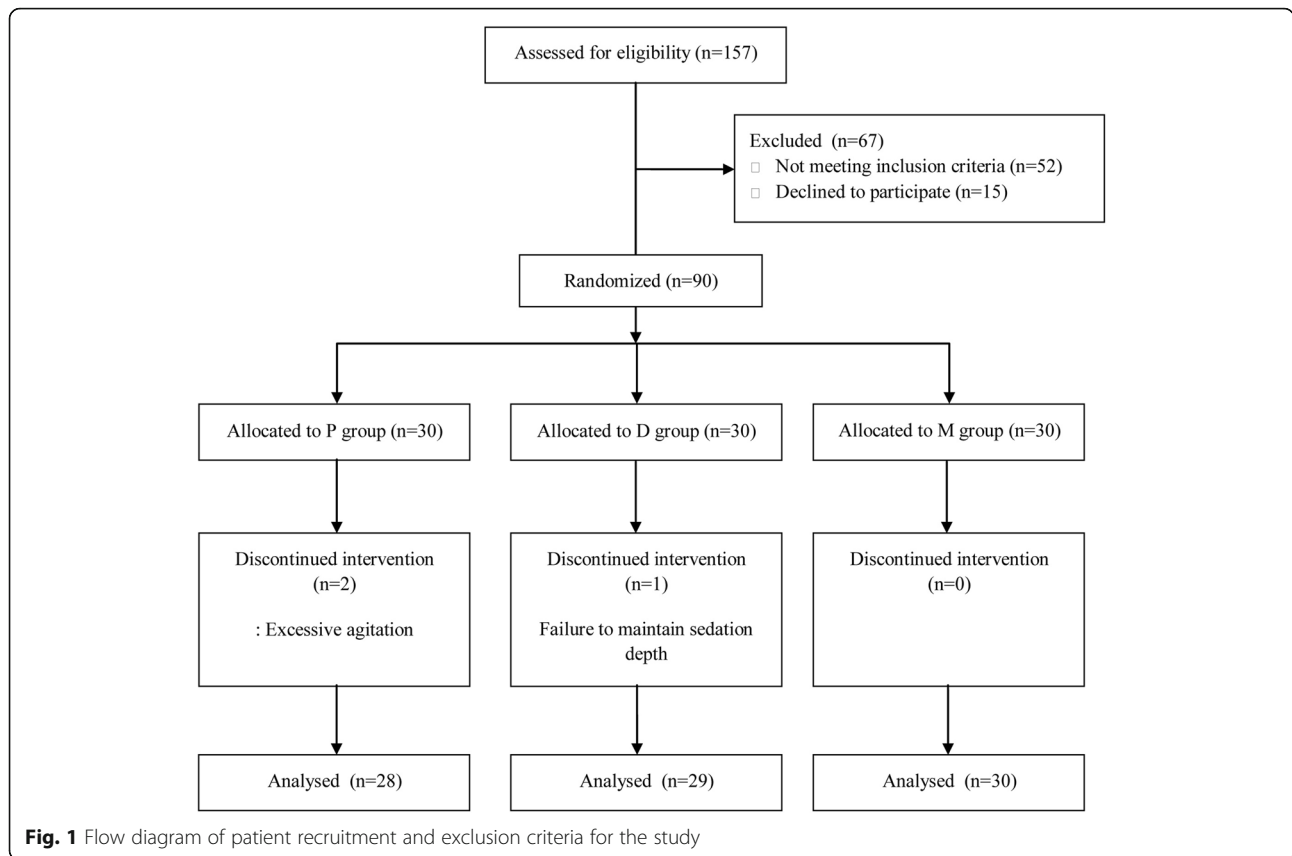 Assessed for eligibility (n=157)
Excluded (n=67)
□ Not meeting inclusion criteria (n=52)
□ Declined to participate (n=15)
Randomized (n=90)
Allocated to P group (n=30)
Allocated to D group (n=30)
Allocated to M group (n=30)
Discontinued intervention
(n=2)
: Excessive agitation
Discontinued intervention
(n=1)
Failure to maintain sedation
depth
Discontinued intervention
(n=0)
Analysed (n=28)
Analysed (n=29)
Analysed (n=30)
Fig. 1 Flow diagram of patient recruitment and exclusion criteria for the study